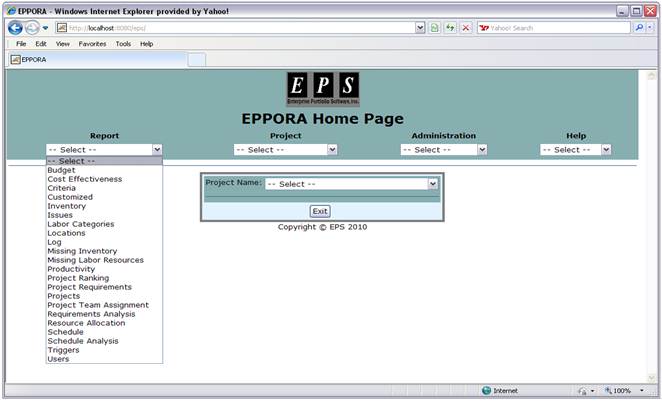 EPPORA - Windows Internet Explorer provided by Yahoo!
http://localhost:8080/eps/
Yahoo! Search
File Edit View Favorites Tools Help
EPPORA
E P S
Enterprise Portfolio Software, Inc.
EPPORA Home Page
Report Project Administration Help
-- Select -- -- Select -- -- Select -- -- Select --
-- Select --
Budget
Cost Effectiveness
Criteria
Customized
Inventory
Issues
Labor Categories
Locations
Log
Missing Inventory
Missing Labor Resources
Productivity
Project Ranking
Project Requirements
Projects
Project Team Assignment
Requirements Analysis
Resource Allocation
Schedule
Schedule Analysis
Triggers
Users
Project Name: -- Select --
Exit
Copyright © EPS 2010
Internet 100%